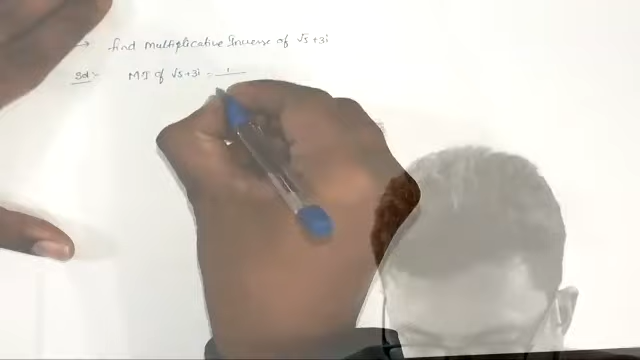 → find Multiplicative Inverse of √5+3i
Sol:- MI of √5+3i = 1/